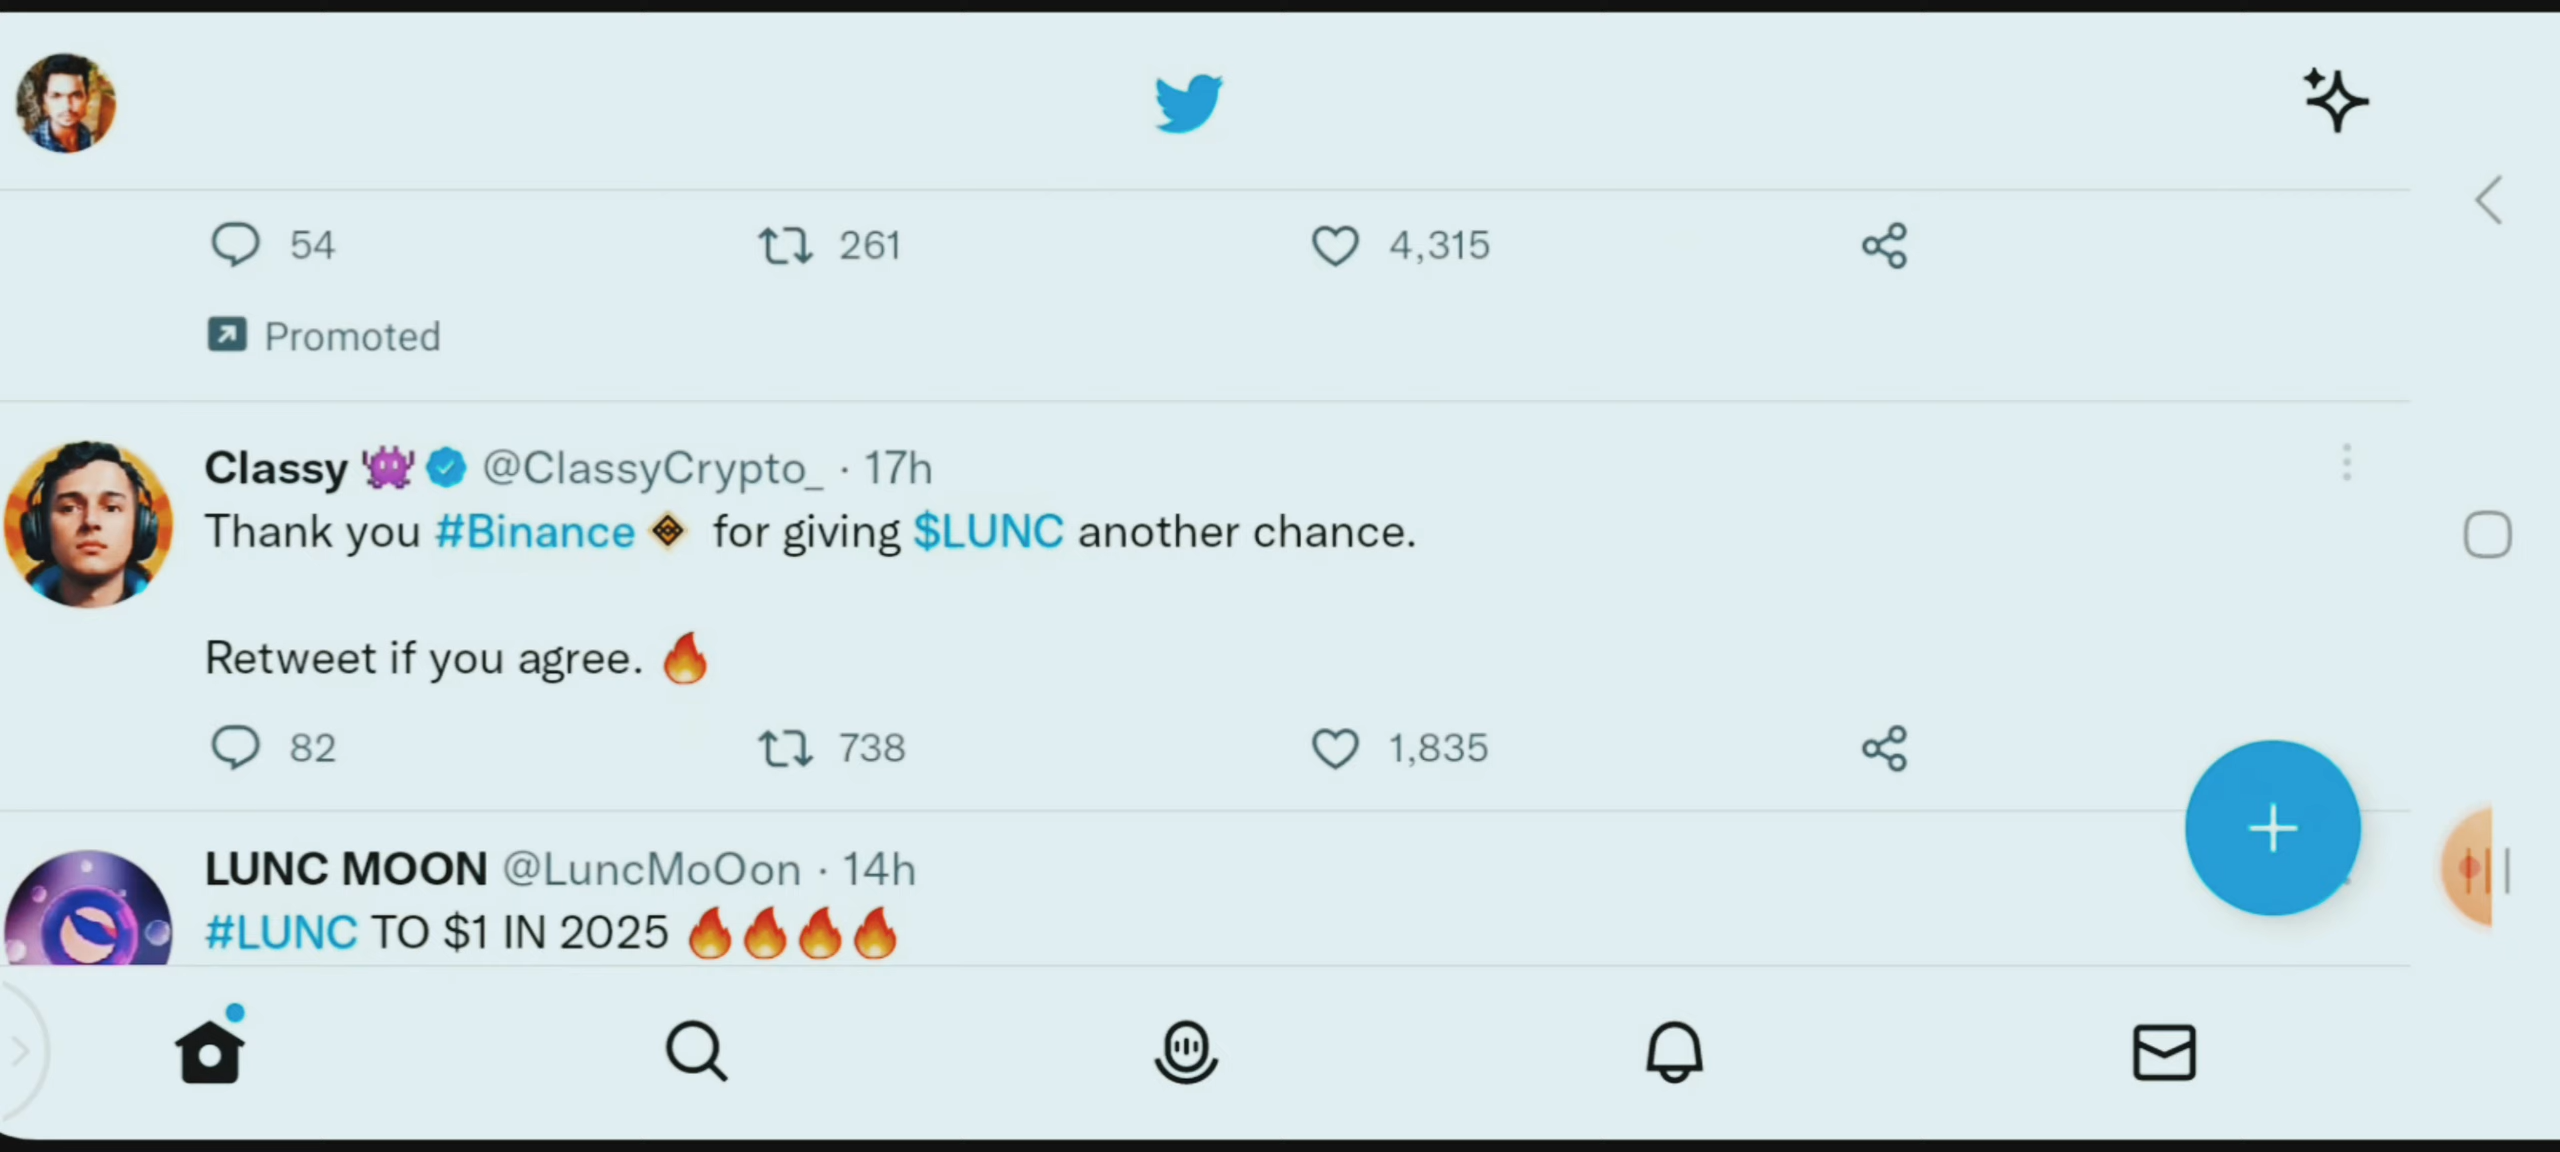 54 261 4,315
Promoted
Classy @ClassyCrypto_ · 17h
Thank you #Binance for giving $LUNC another chance.
Retweet if you agree. 🔥
82 738 1,835
LUNC MOON @LuncMoOon · 14h
#LUNC TO $1 IN 2025 🔥🔥🔥🔥